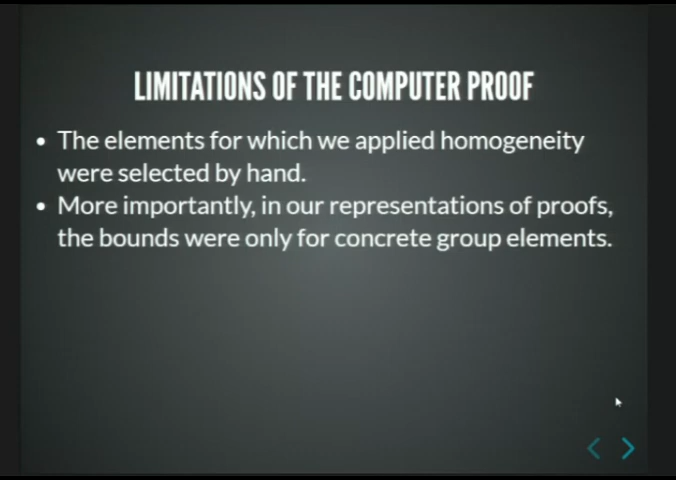 LIMITATIONS OF THE COMPUTER PROOF
• The elements for which we applied homogeneity
were selected by hand.
• More importantly, in our representations of proofs,
the bounds were only for concrete group elements.